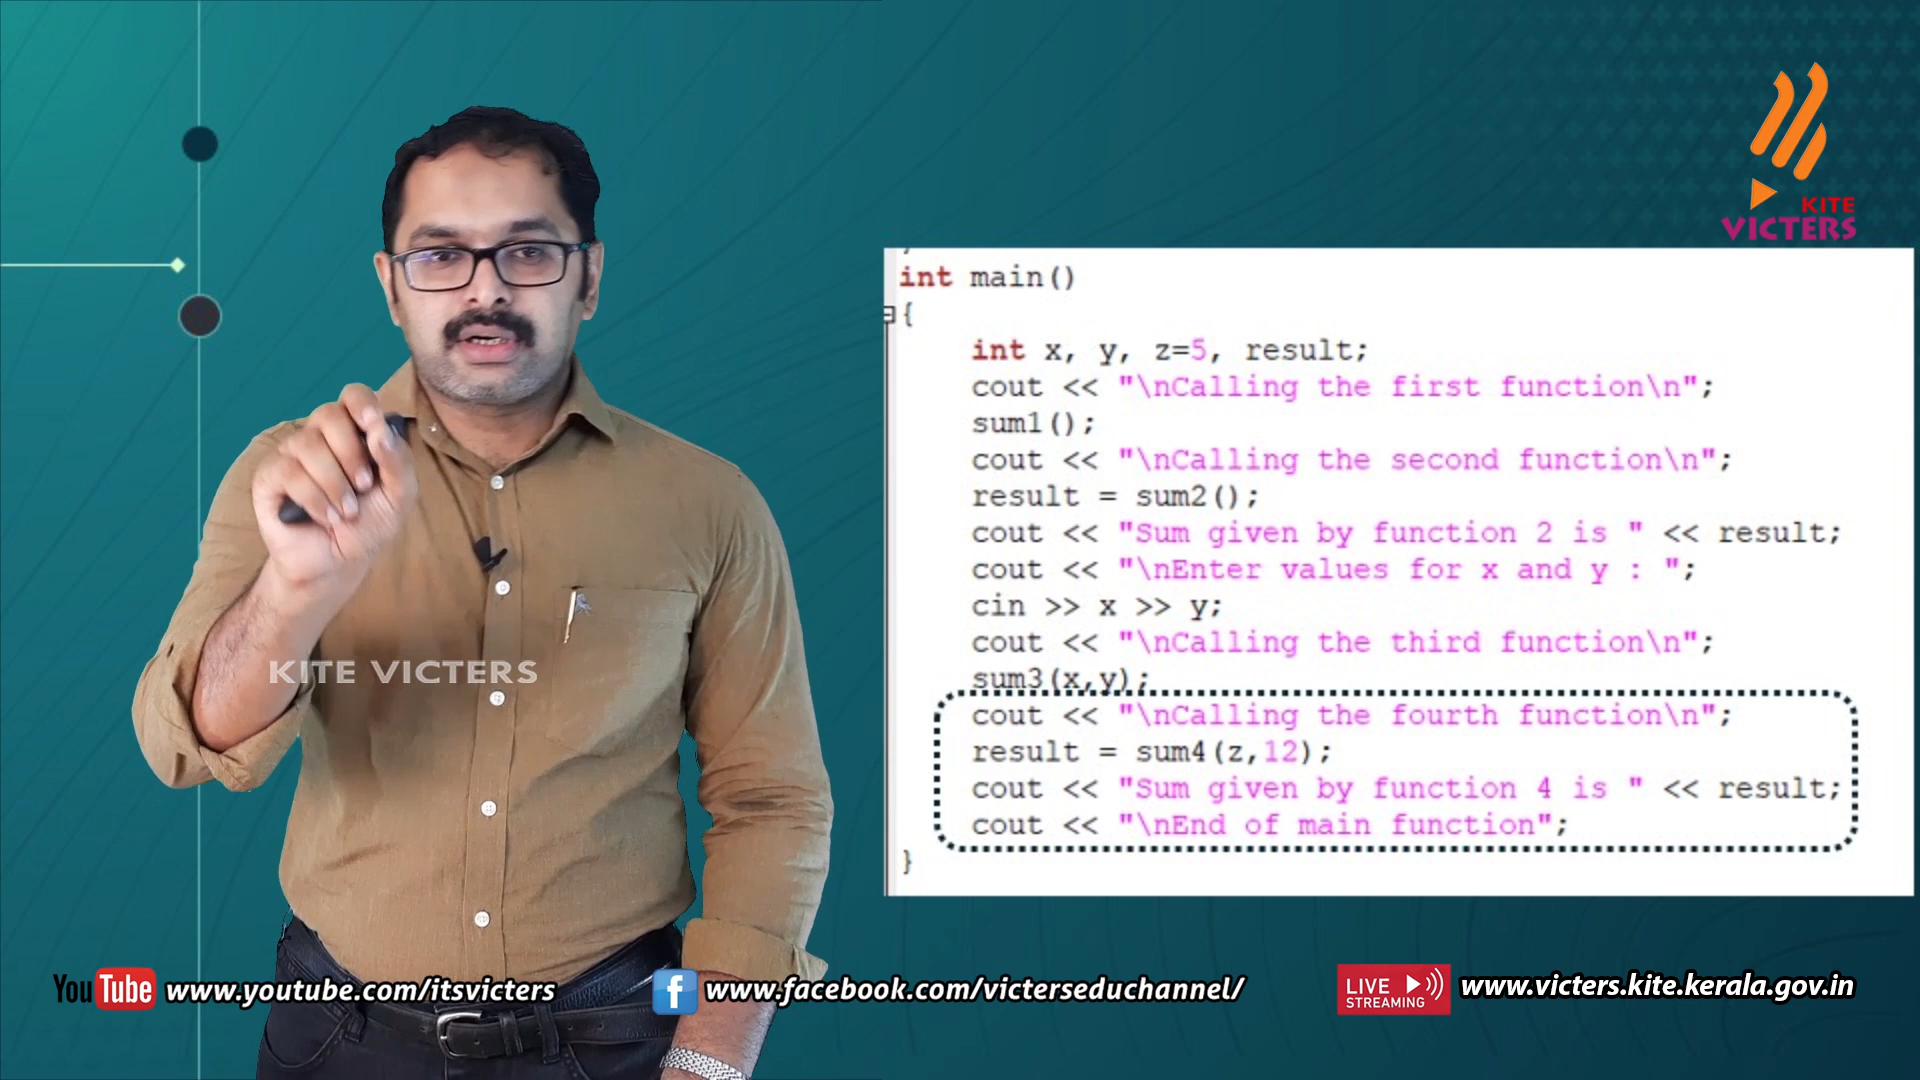 KITE
VICTERS
int main()
{
int x, y, z=5, result;
cout << "\nCalling the first function\n";
sum1();
cout << "\nCalling the second function\n";
result = sum2();
cout << "Sum given by function 2 is " << result;
cout << "\nEnter values for x and y : ";
cin >> x >> y;
cout << "\nCalling the third function\n";
sum3(x,y);
cout << "\nCalling the fourth function\n";
result = sum4(z,12);
cout << "Sum given by function 4 is " << result;
cout << "\nEnd of main function";
}
KITE VICTERS
YouTube www.youtube.com/itsvicters
f www.facebook.com/victerseduchannel/
LIVE STREAMING www.victers.kite.kerala.gov.in